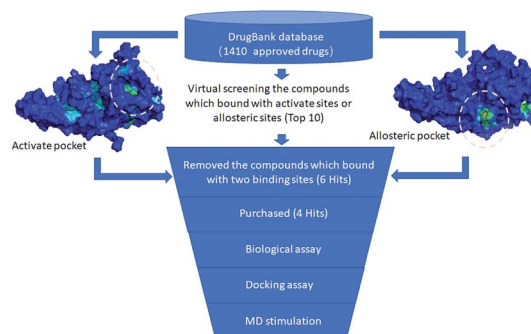 DrugBank database
(1410 approved drugs)
Virtual screening the compounds
which bound with activate sites or
allosteric sites (Top 10)
Activate pocket
Allosteric pocket
Removed the compounds which bound
with two binding sites (6 Hits)
Purchased (4 Hits)
Biological assay
Docking assay
MD stimulation